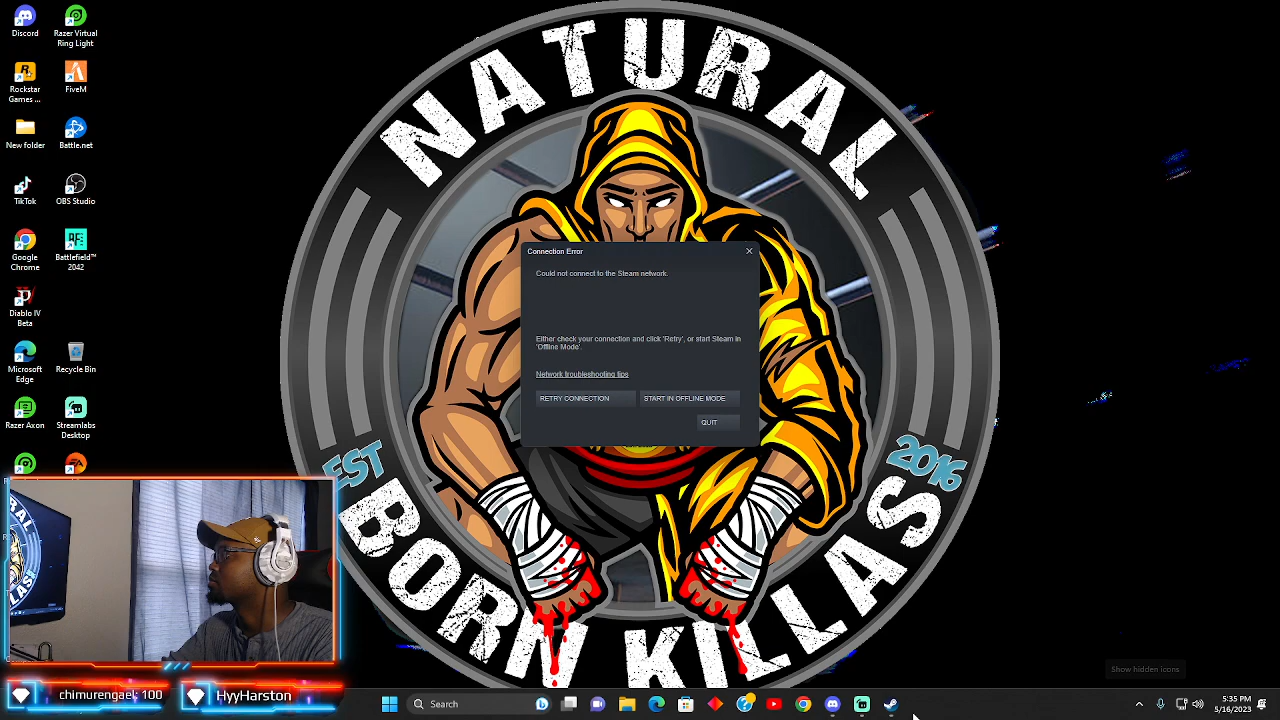 Discord
Razer Virtual
Ring Light
Rockstar
Games ...
FiveM
New folder
Battle.net
TikTok
OBS Studio
Google
Chrome
Battlefield™
2042
Diablo IV
Beta
Microsoft
Edge
Recycle Bin
Razer Axon
Streamlabs
Desktop
NATURAL
EST
2016
BORN KILLAS
Connection Error
Could not connect to the Steam network.
Either check your connection and click 'Retry', or start Steam in
'Offline Mode'.
Network troubleshooting tips
RETRY CONNECTION
START IN OFFLINE MODE
QUIT
chimurengael: 100
HyyHarston
Search
Show hidden icons
5:35 PM
5/16/2023